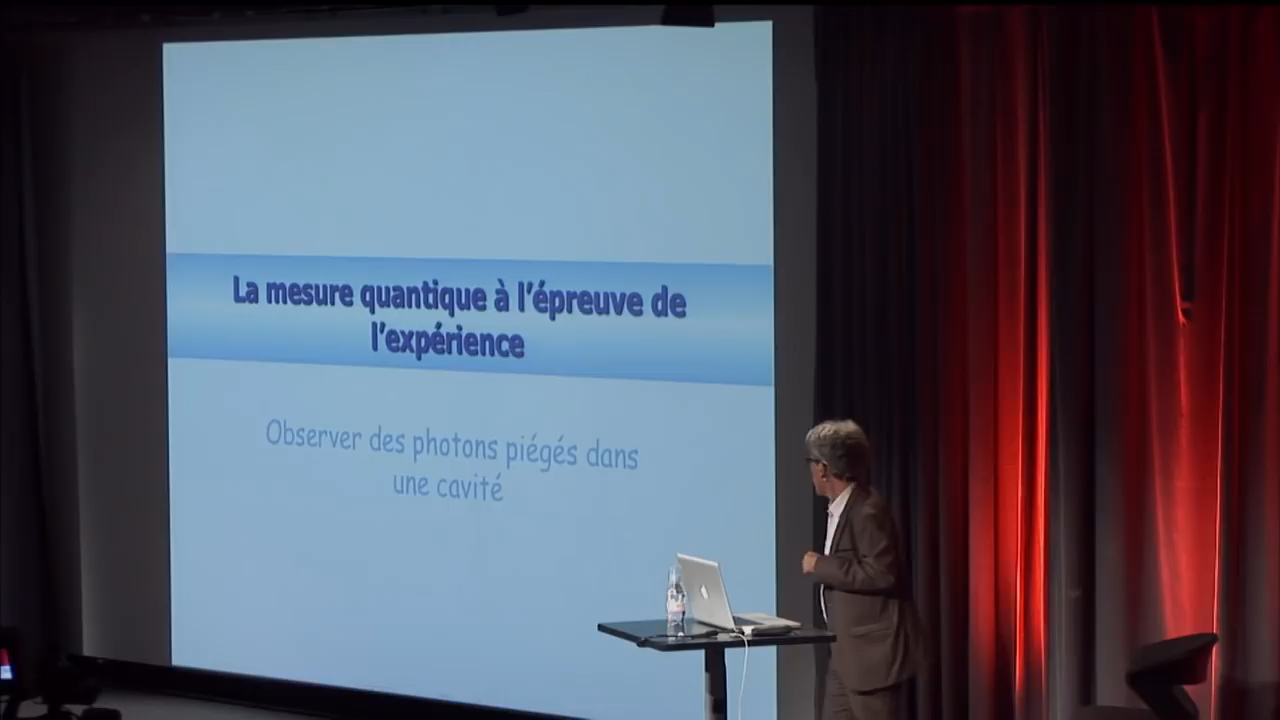 La mesure quantique à l'épreuve de
l'expérience
Observer des photons piégés dans
une cavité